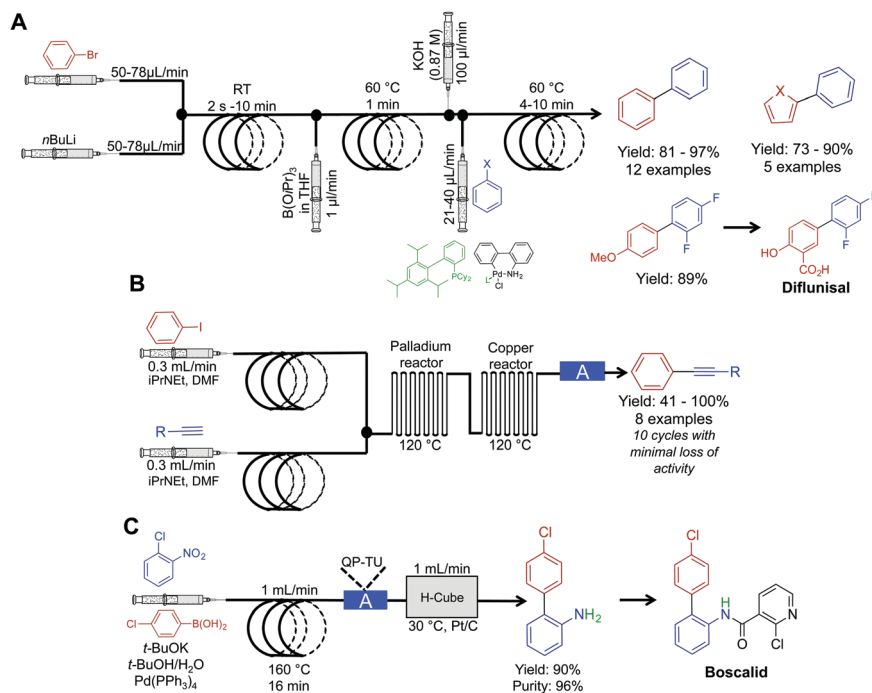 A
Br
50-78µL/min
nBuLi
50-78µL/min
RT
2 s -10 min
B(OiPr)3
in THF
1 µl/min
60 °C
1 min
KOH
(0.87 M)
100 µl/min
21-40 µL/min
X
60 °C
4-10 min
PCy2
L
Pd
NH2
Cl
Yield: 81 - 97%
12 examples
X
Yield: 73 - 90%
5 examples
MeO
F
F
Yield: 89%
HO
CO2H
F
F
Diflunisal
B
I
0.3 mL/min
iPrNEt, DMF
R
0.3 mL/min
iPrNEt, DMF
Palladium
reactor
120 °C
Copper
reactor
120 °C
A
R
Yield: 41 - 100%
8 examples
10 cycles with
minimal loss of
activity
C
Cl
NO2
Cl
B(OH)2
t-BuOK
t-BuOH/H2O
Pd(PPh3)4
1 mL/min
160 °C
16 min
QP-TU
A
1 mL/min
H-Cube
30 °C, Pt/C
Cl
NH2
Yield: 90%
Purity: 96%
Cl
H
N
O
N
Cl
Boscalid